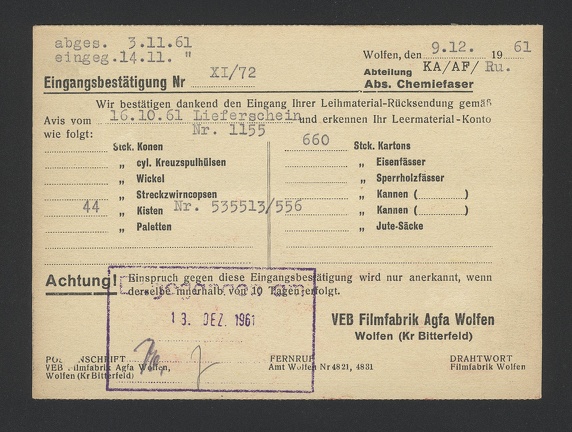 abges. 3.11.61
eingeg.14.11. "
Wolfen, den 9.12. 19 61
Eingangsbestätigung Nr XI/72
Abteilung KA/AF/ Ru.
Abs. Chemiefaser
Wir bestätigen dankend den Eingang Ihrer Leihmaterial-Rücksendung gemäß
Avis vom 16.10.61 Lieferschein und erkennen Ihr Leermaterial-Konto
wie folgt: Nr. 1155
Stck. Konen 660 Stck. Kartons
„ cyl. Kreuzspulhülsen „ Eisenfässer
„ Wickel „ Sperrholzfässer
„ Streckzwirncopsen „ Kannen ( )
44 „ Kisten Nr. 535513/556 „ Kannen ( )
„ Paletten „ Jute-Säcke
Achtung! Einspruch gegen diese Eingangsbestätigung wird nur anerkannt, wenn
derselbe innerhalb von 10 Tagen erfolgt.
Eingegangen am
13. DEZ. 1961
VEB Filmfabrik Agfa Wolfen
Wolfen (Kr Bitterfeld)
POSTANSCHRIFT FERNRUF DRAHTWORT
VEB Filmfabrik Agfa Wolfen, Amt Wolfen Nr 4821, 4831 Filmfabrik Wolfen
Wolfen (Kr Bitterfeld)